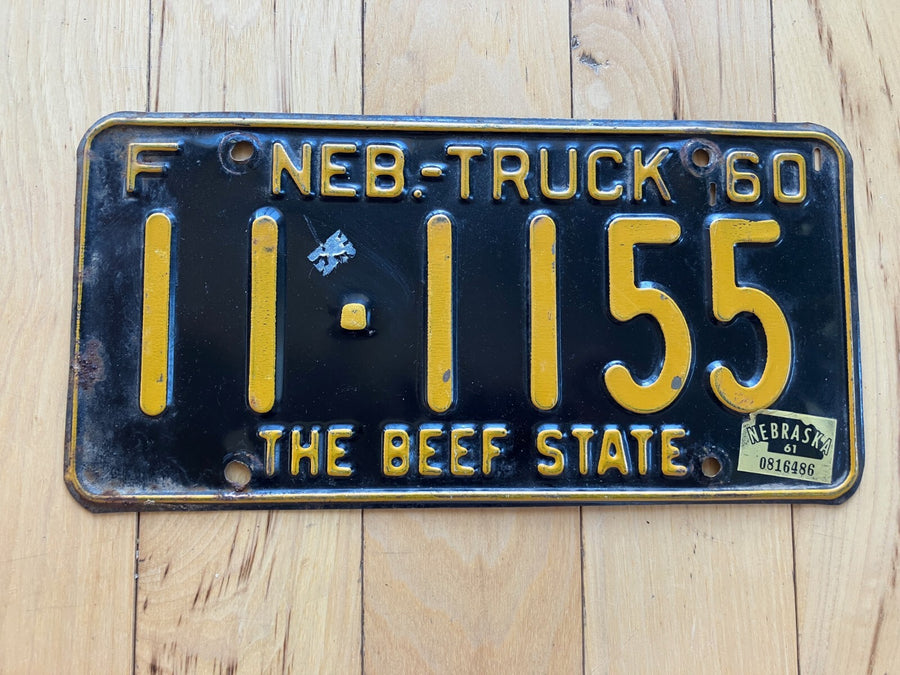 F NEB.-TRUCK 60
11·1155
THE BEEF STATE
NEBRASKA
61
0816486